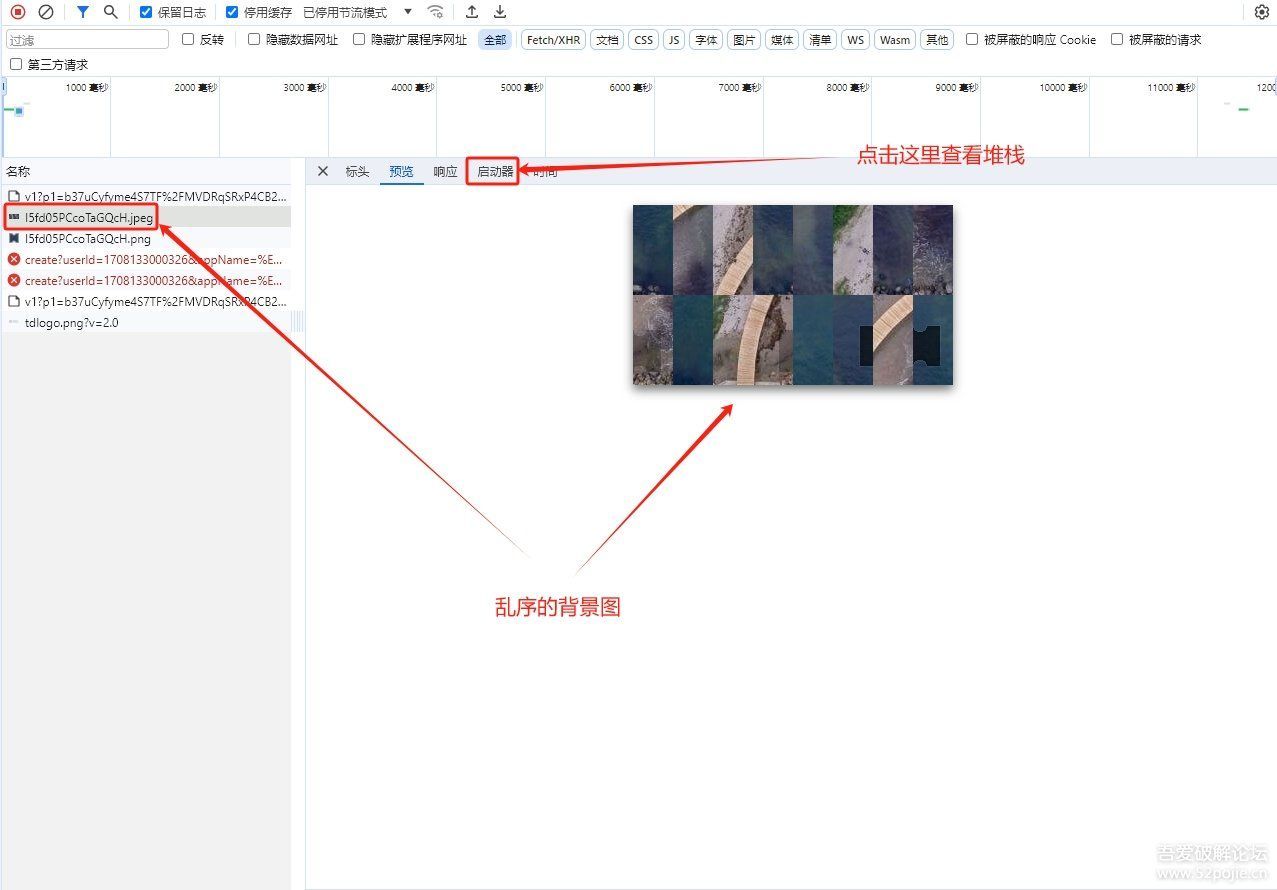 保留日志 停用缓存 已停用节流模式
过滤 反转 隐藏数据网址 隐藏扩展程序网址 全部 Fetch/XHR 文档 CSS JS 字体 图片 媒体 清单 WS Wasm 其他 被屏蔽的响应 Cookie 被屏蔽的请求
第三方请求
1000 毫秒 2000 毫秒 3000 毫秒 4000 毫秒 5000 毫秒 6000 毫秒 7000 毫秒 8000 毫秒 9000 毫秒 10000 毫秒 11000 毫秒 1200
点击这里查看堆栈
名称 标头 预览 响应 启动器 时间
v1?p1=b37uCyfyme4S7TF%2FMVDRqSRxP4CB2...
l5fd05PCcoTaGQcH.jpeg
l5fd05PCcoTaGQcH.png
create?userId=1708133000326&appName=%E...
create?userId=1708133000326&appName=%E...
v1?p1=b37uCyfyme4S7TF%2FMVDRqSRxP4CB2...
tdlogo.png?v=2.0
乱序的背景图
吾爱破解论坛
www.52pojie.cn